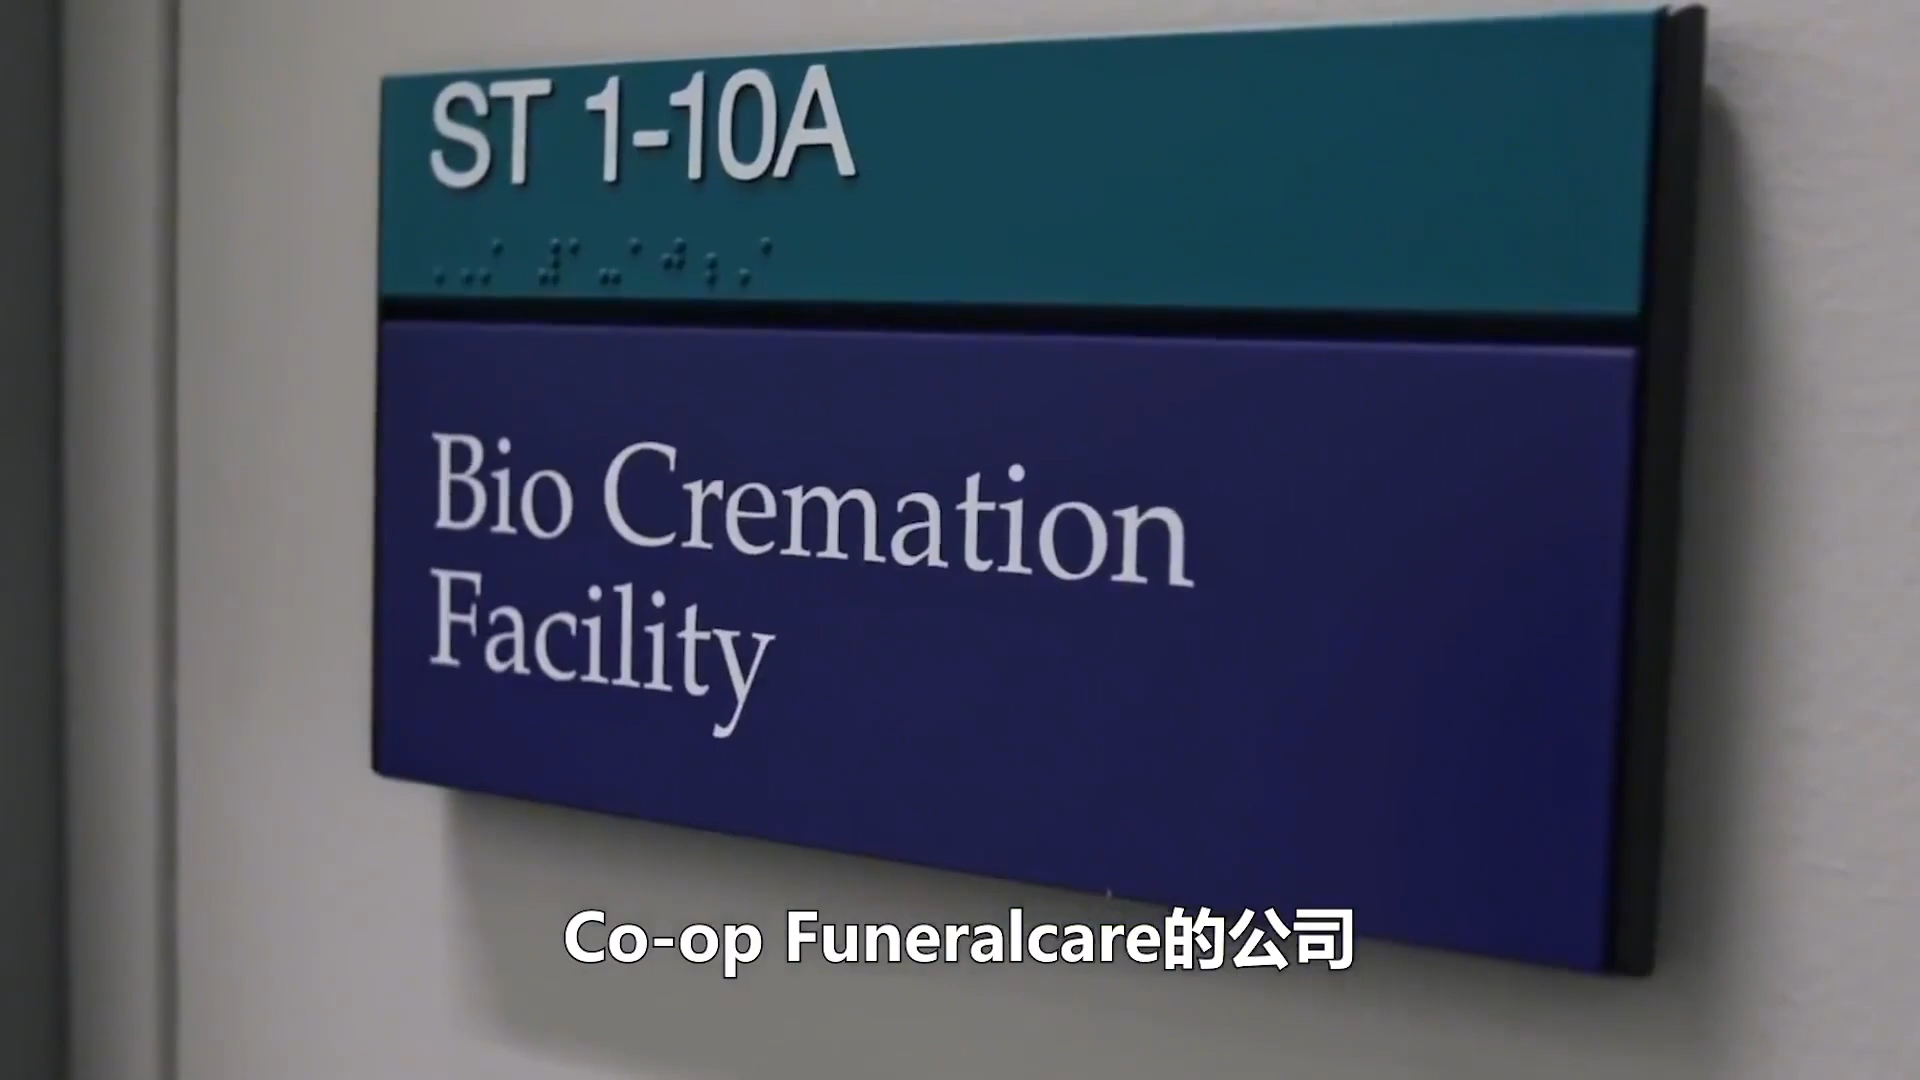 ST 1-10A
Bio Cremation
Facility
Co-op Funeralcare的公司